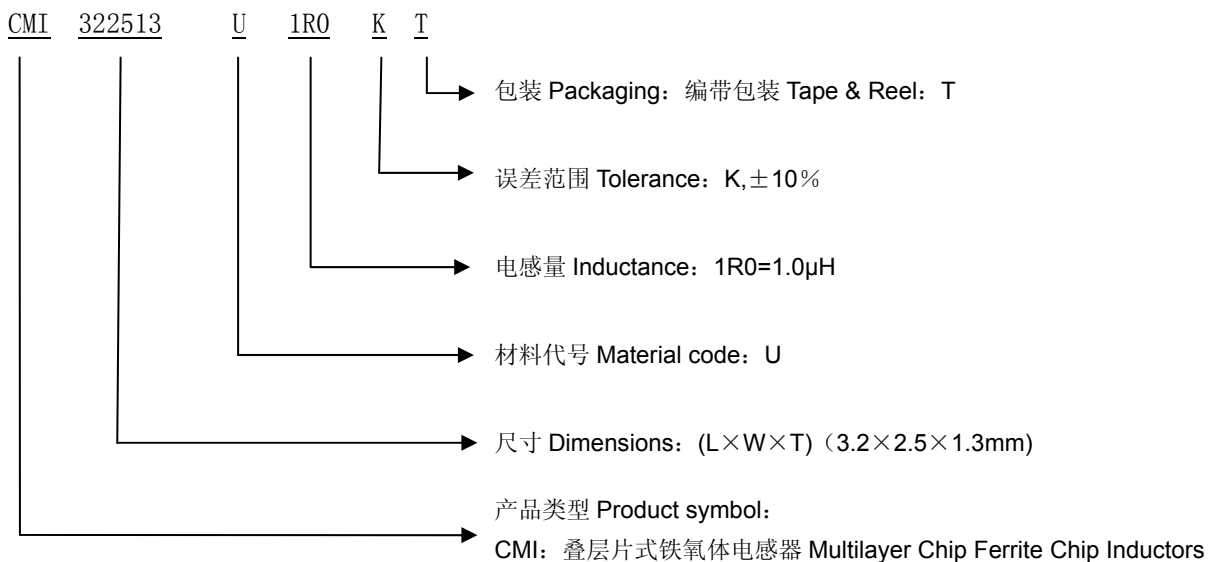 CMI 322513 U 1R0 K T
包装 Packaging：编带包装 Tape & Reel：T
误差范围 Tolerance：K,±10％
电感量 Inductance：1R0=1.0μH
材料代号 Material code：U
尺寸 Dimensions：(L×W×T)（3.2×2.5×1.3mm)
产品类型 Product symbol：
CMI：叠层片式铁氧体电感器 Multilayer Chip Ferrite Chip Inductors